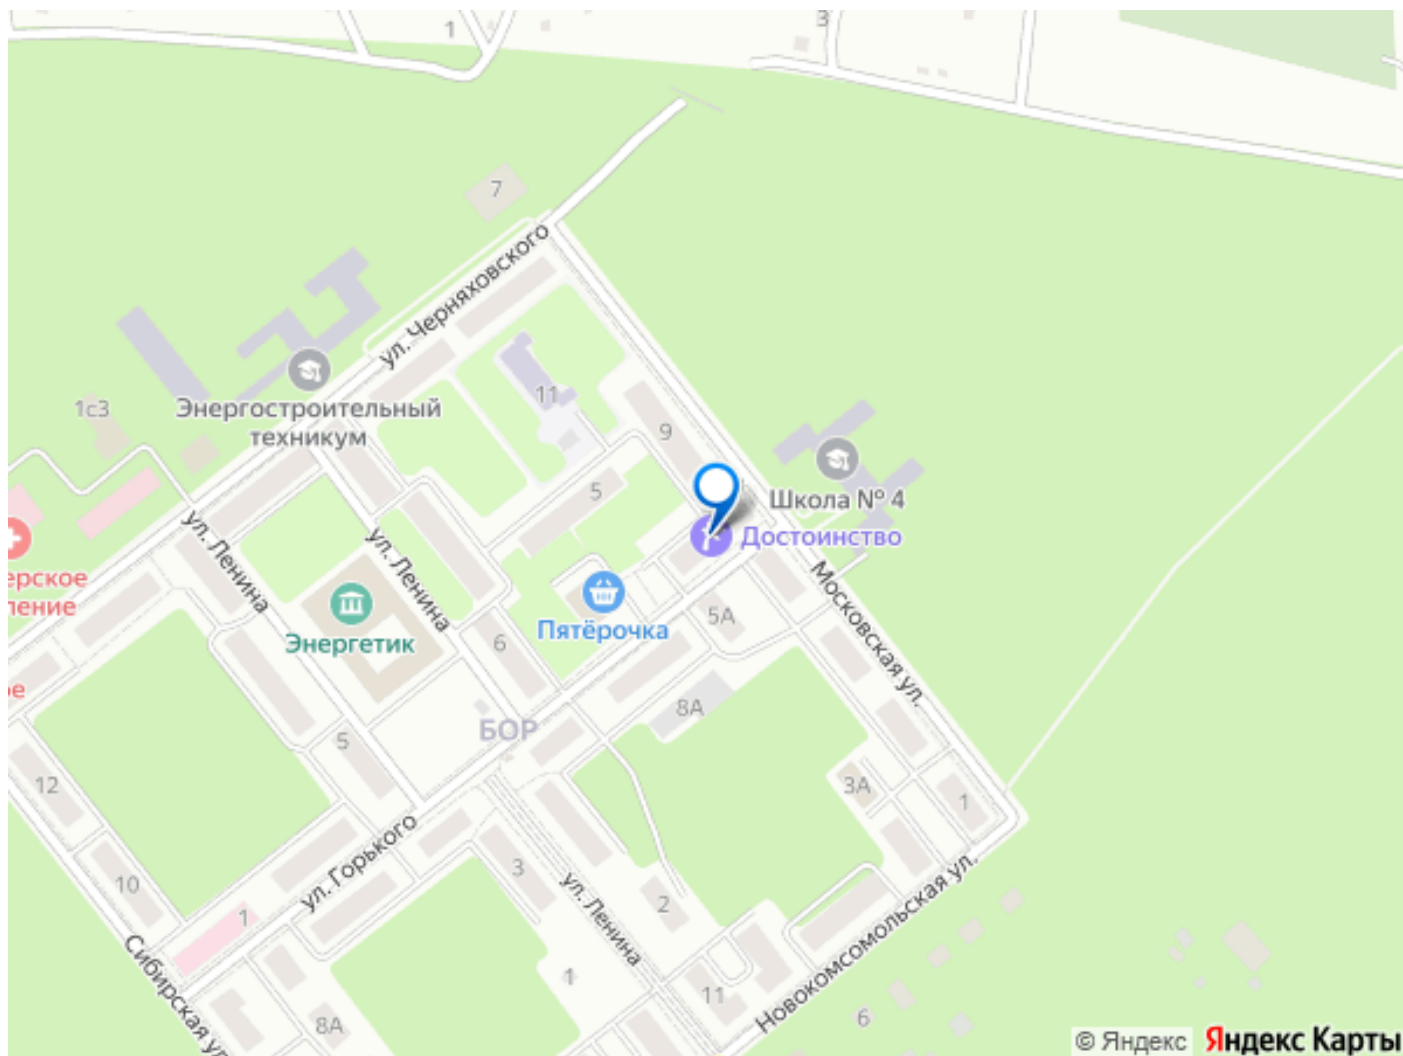 1
3
7
ул. Черняховского
1с3
Энергостроительный
техникум
11
9
5
Школа № 4
Достоинство
ул. Ленина
ул. Ленина
ерское
ление
Энергетик
Пятёрочка
5А
6
Московская ул.
ое
8А
БОР
5
12
3А
1
ул. Горького
3
10
ул. Ленина
2
1
Новокомсомольская ул.
Сибирская ул
1
11
8А
6
© Яндекс Яндекс Карты